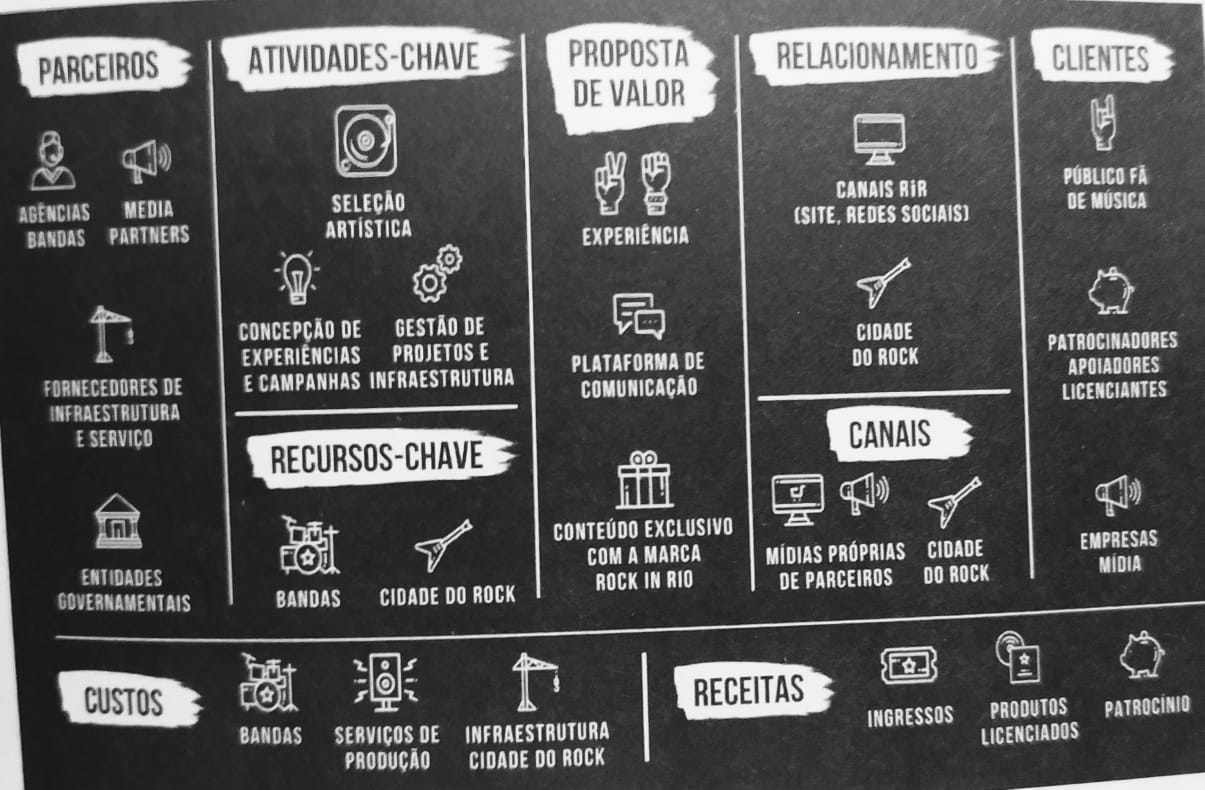 PARCEIROS
AGÊNCIAS
BANDAS
MEDIA
PARTNERS
FORNECEDORES DE
INFRAESTRUTURA
E SERVIÇO
ENTIDADES
GOVERNAMENTAIS
ATIVIDADES-CHAVE
SELEÇÃO
ARTÍSTICA
CONCEPÇÃO DE
EXPERIÊNCIAS
E CAMPANHAS
GESTÃO DE
PROJETOS E
INFRAESTRUTURA
RECURSOS-CHAVE
BANDAS
CIDADE DO ROCK
PROPOSTA
DE VALOR
EXPERIÊNCIA
PLATAFORMA DE
COMUNICAÇÃO
CONTEÚDO EXCLUSIVO
COM A MARCA
ROCK IN RIO
RELACIONAMENTO
CANAIS RiR
(SITE, REDES SOCIAIS)
CIDADE
DO ROCK
CANAIS
MÍDIAS PRÓPRIAS
DE PARCEIROS
CIDADE
DO ROCK
CLIENTES
PÚBLICO FÃ
DE MÚSICA
PATROCINADORES
APOIADORES
LICENCIANTES
EMPRESAS
MÍDIA
CUSTOS
BANDAS
SERVIÇOS DE
PRODUÇÃO
INFRAESTRUTURA
CIDADE DO ROCK
RECEITAS
INGRESSOS
PRODUTOS
LICENCIADOS
PATROCÍNIO